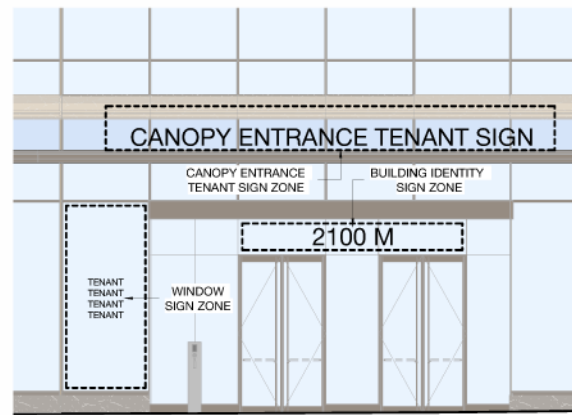 CANOPY ENTRANCE TENANT SIGN
CANOPY ENTRANCE
TENANT SIGN ZONE
BUILDING IDENTITY
SIGN ZONE
2100 M
TENANT
TENANT
TENANT
TENANT
WINDOW
SIGN ZONE